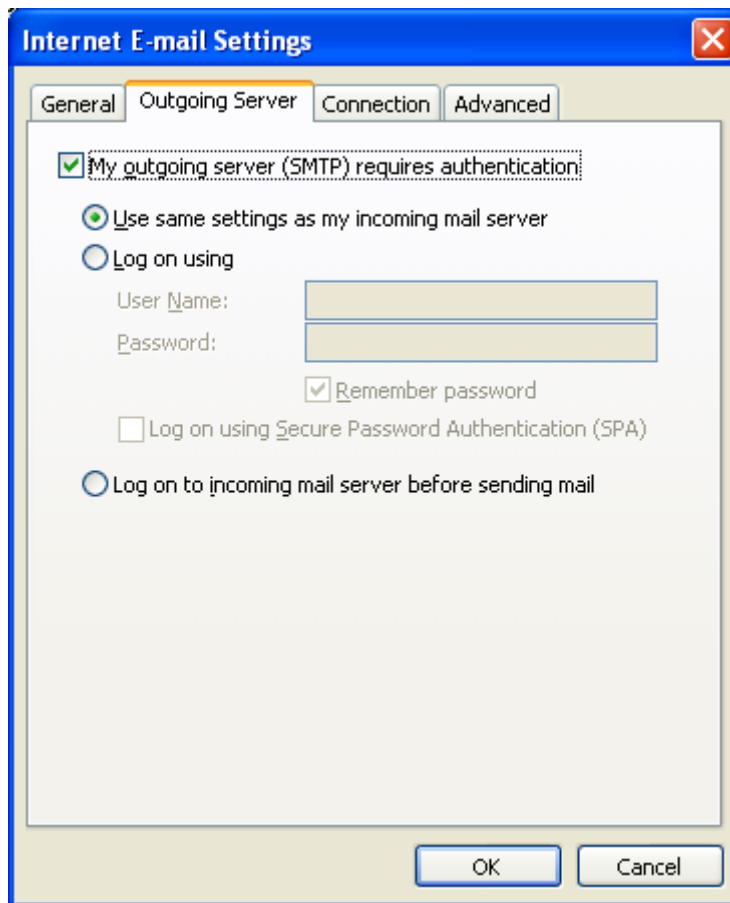 Internet E-mail Settings
General Outgoing Server Connection Advanced
My outgoing server (SMTP) requires authentication
Use same settings as my incoming mail server
Log on using
User Name:
Password:
Remember password
Log on using Secure Password Authentication (SPA)
Log on to incoming mail server before sending mail
OK Cancel